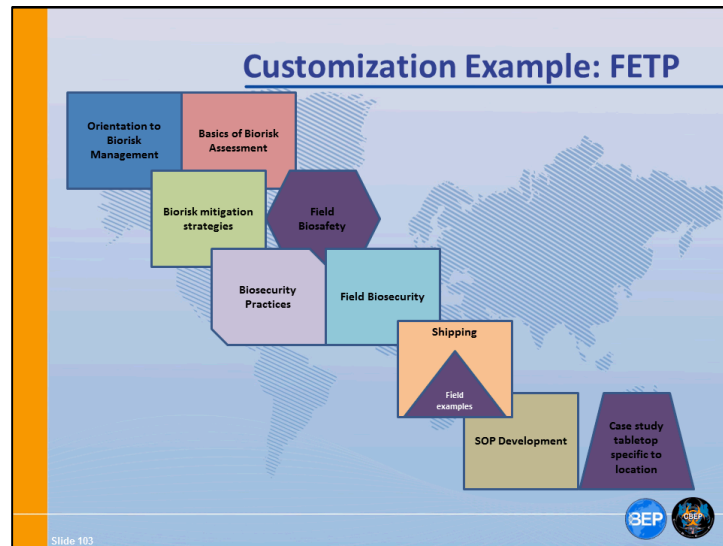 Customization Example: FETP
Orientation to
Biorisk
Management
Basics of Biorisk
Assessment
Biorisk mitigation
strategies
Field
Biosafety
Biosecurity
Practices
Field Biosecurity
Shipping
Field
examples
SOP Development
Case study
tabletop
specific to
location
BEP
CBEP
Slide 103